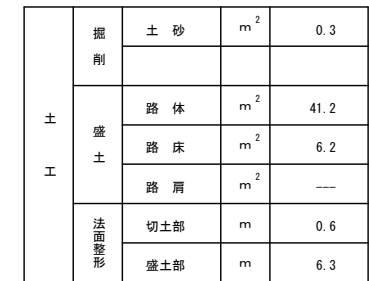 土工
掘削
土 砂 m2 0.3
盛土
路 体 m2 41.2
路 床 m2 6.2
路 肩 m2 ---
法面整形
切土部 m 0.6
盛土部 m 6.3